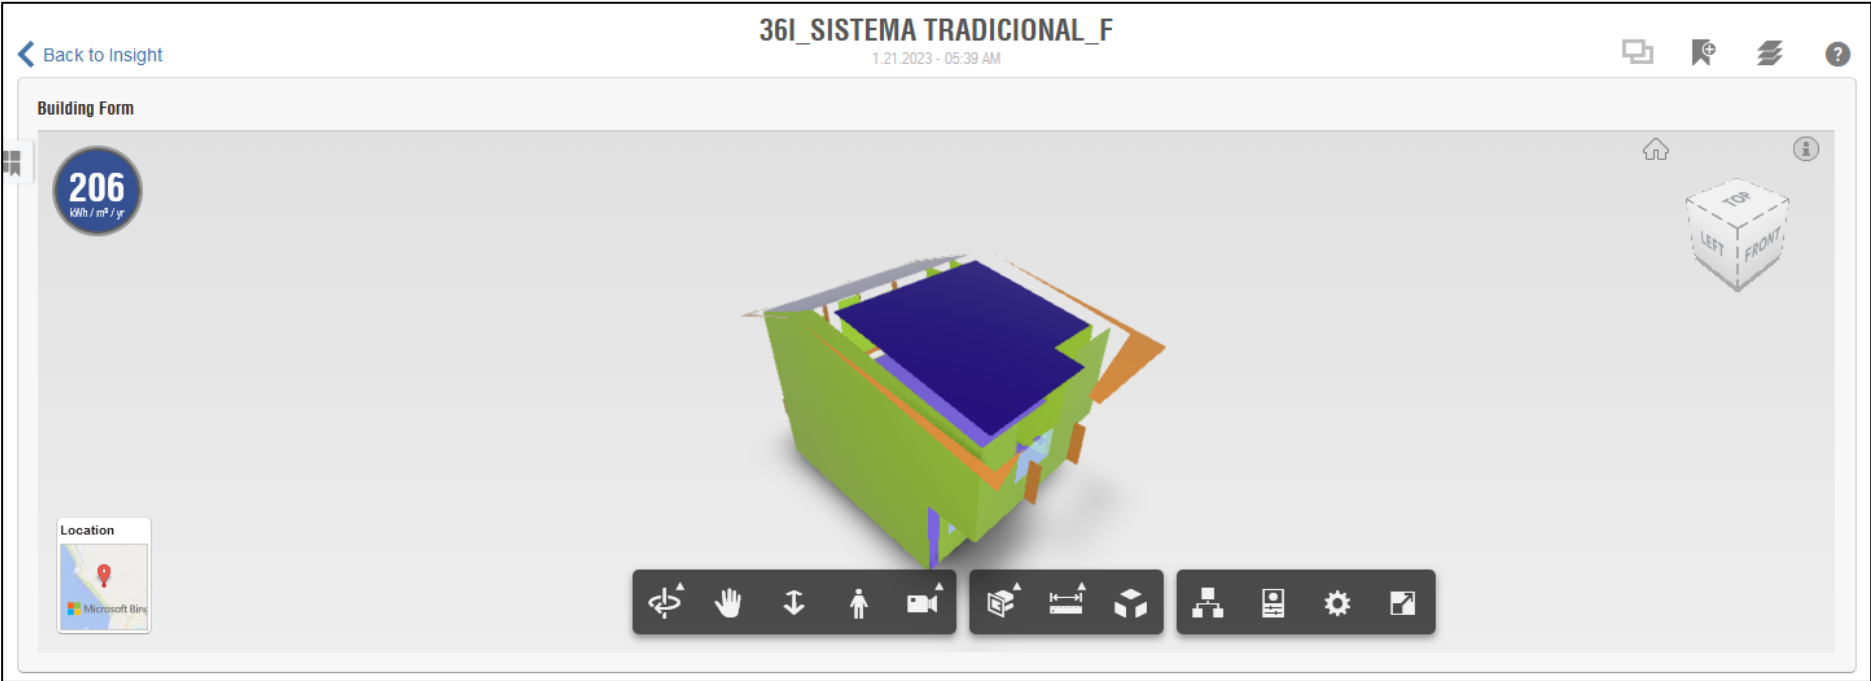 36I_SISTEMA TRADICIONAL_F
1.21.2023 - 05:39 AM
Back to Insight
Building Form
206
kWh / m² / yr
TOP
LEFT
FRONT
Location
Microsoft Bing